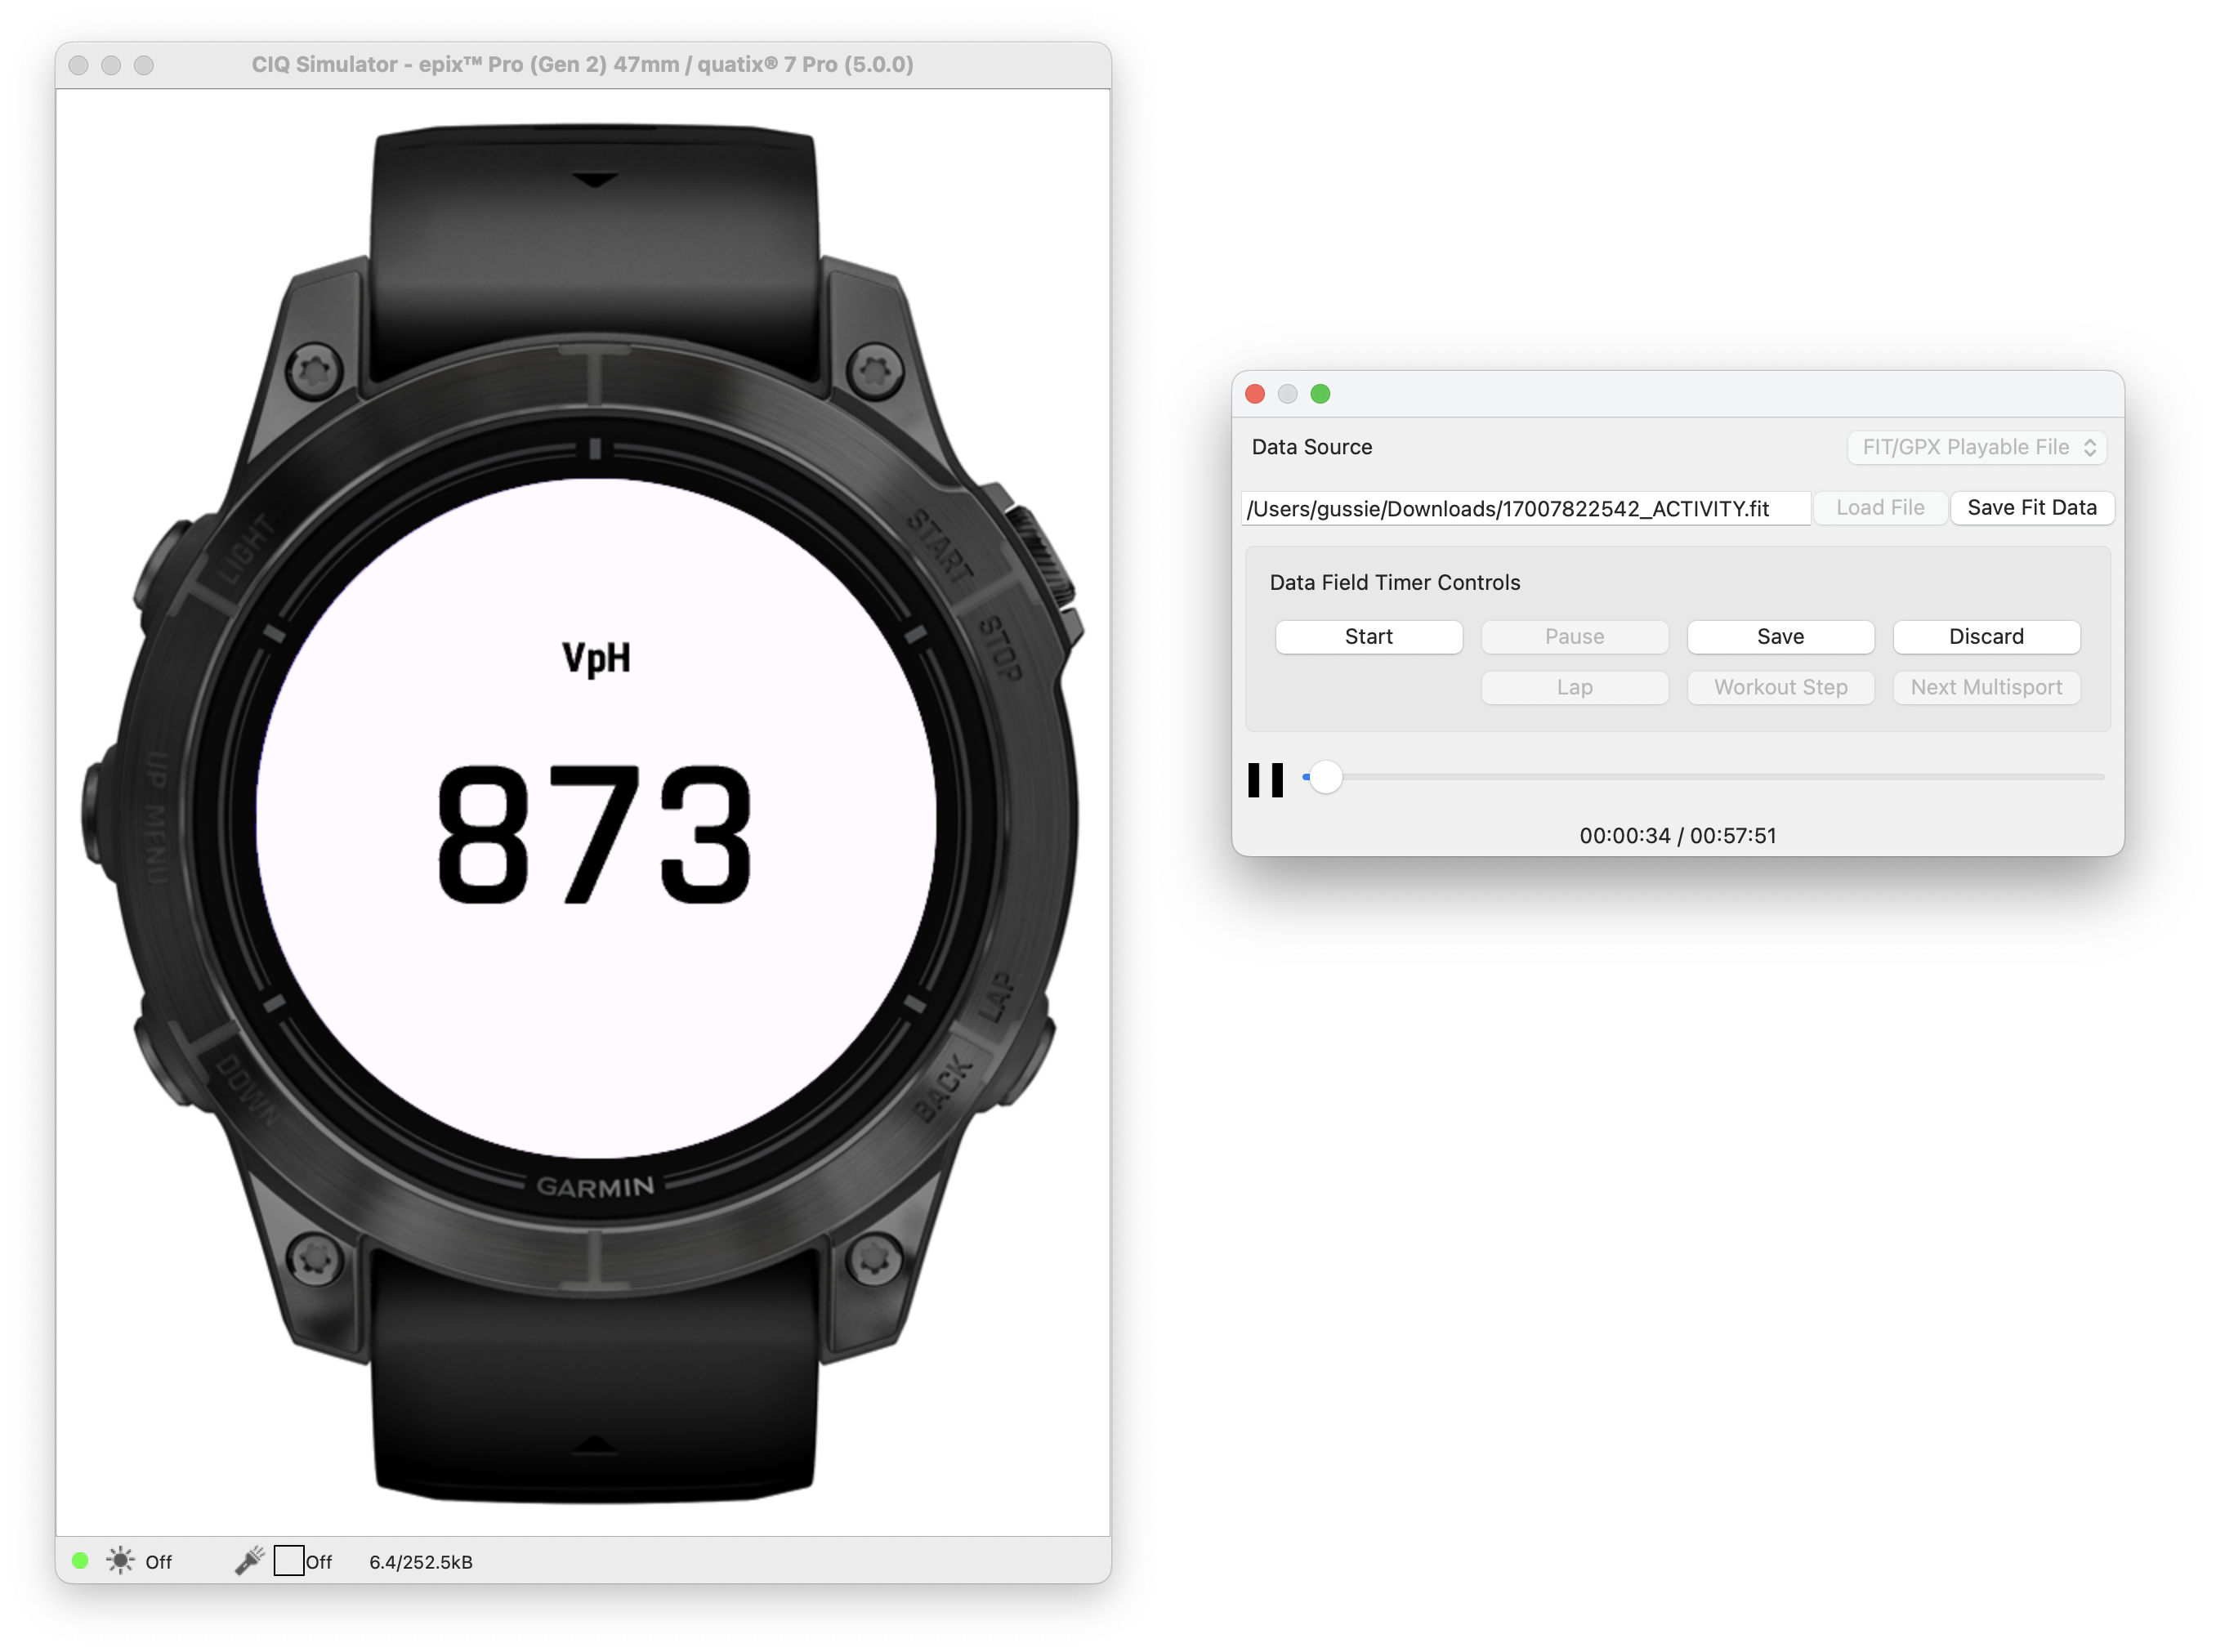 CIQ Simulator - epix™ Pro (Gen 2) 47mm / quatix® 7 Pro (5.0.0)
LIGHT
START
STOP
VpH
873
UP MENU
DOWN
LAP
BACK
GARMIN
Off
Off
6.4/252.5kB
Data Source
FIT/GPX Playable File
/Users/gussie/Downloads/17007822542_ACTIVITY.fit
Load File
Save Fit Data
Data Field Timer Controls
Start
Pause
Save
Discard
Lap
Workout Step
Next Multisport
00:00:34 / 00:57:51